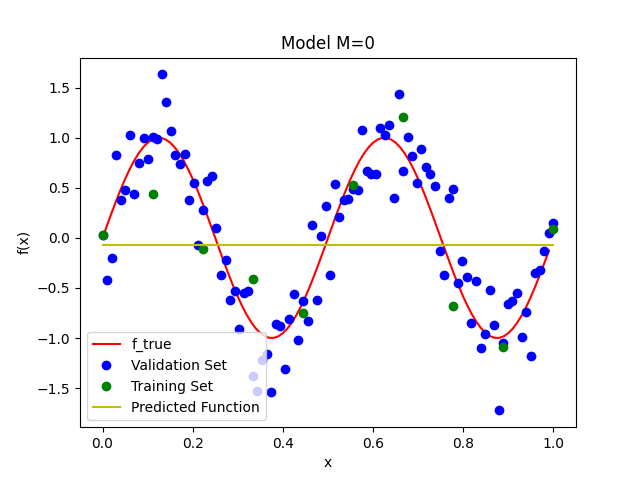 Model M=0
f(x)
1.5
1.0
0.5
0.0
−0.5
−1.0
−1.5
f_true
Validation Set
Training Set
Predicted Function
0.0 0.2 0.4 0.6 0.8 1.0
x